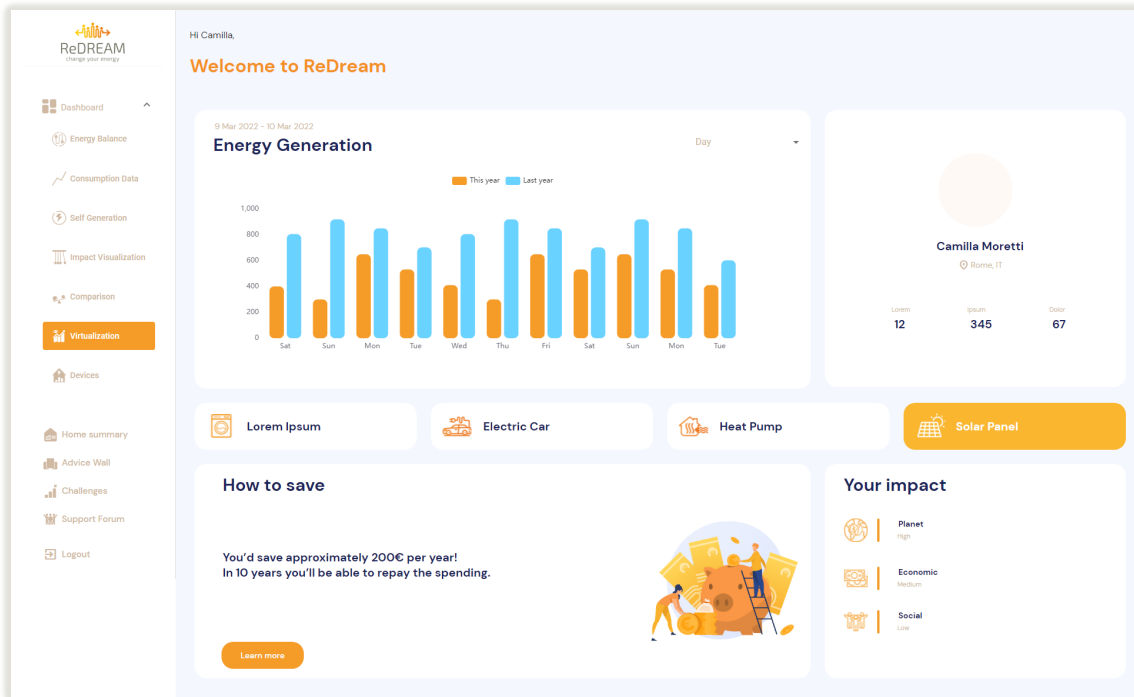 ReDREAM
change your energy
Dashboard
Energy Balance
Consumption Data
Self Generation
Impact Visualization
Comparison
Virtualization
Devices
Home summary
Advice Wall
Challenges
Support Forum
Logout
Hi Camilla,
Welcome to ReDream
9 Mar 2022 - 10 Mar 2022
Energy Generation
Day
This year Last year
1,000
800
600
400
200
0
Sat Sun Mon Tue Wed Thu Fri Sat Sun Mon Tue
Camilla Moretti
Rome, IT
Lorem Ipsum Dolor
12 345 67
Lorem Ipsum
Electric Car
Heat Pump
Solar Panel
How to save
You'd save approximately 200€ per year!
In 10 years you'll be able to repay the spending.
Learn more
Your impact
Planet
High
Economic
Medium
Social
Low